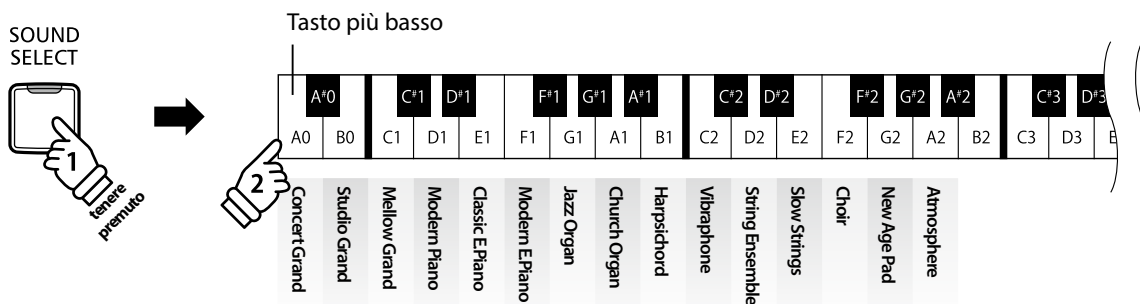 Tasto più basso
SOUND
SELECT
A#0 C#1 D#1 F#1 G#1 A#1 C#2 D#2 F#2 G#2 A#2 C#3 D#3
A0 B0 C1 D1 E1 F1 G1 A1 B1 C2 D2 E2 F2 G2 A2 B2 C3 D3
1
2
tenere
premuto
Concert Grand
Studio Grand
Mellow Grand
Modern Piano
Classic E.Piano
Modern E.Piano
Jazz Organ
Church Organ
Harpsichord
Vibraphone
String Ensemble
Slow Strings
Choir
New Age Pad
Atmosphere